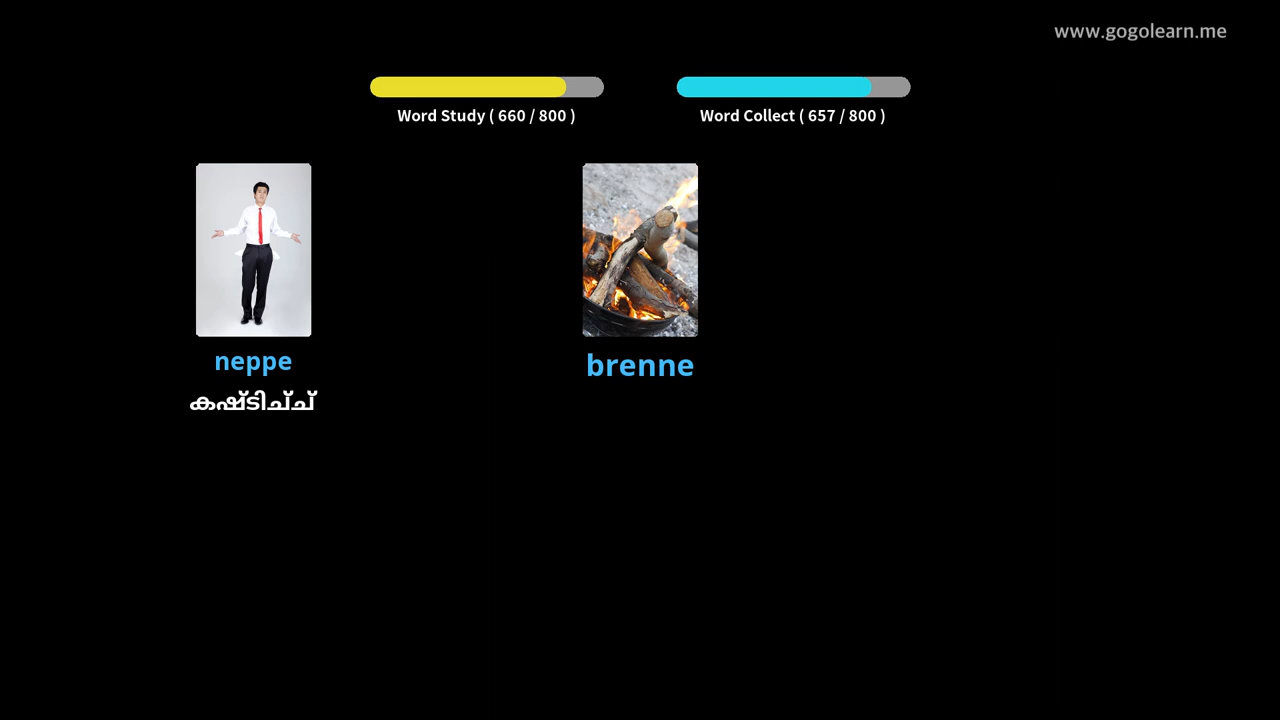 www.gogolearn.me
Word Study ( 660 / 800 )
Word Collect ( 657 / 800 )
neppe
brenne
കഷ്ടിച്ച്